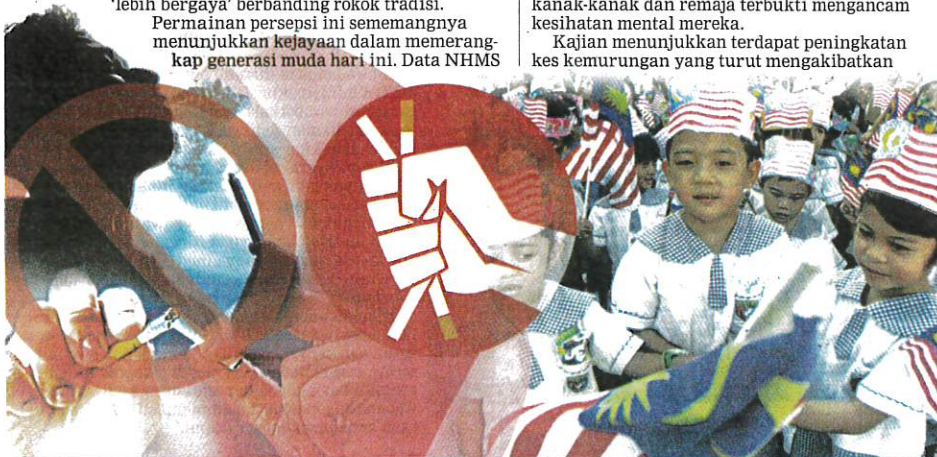 ‘lebih bergaya’ berbanding rokok tradisi.
Permainan persepsi ini sememangnya
menunjukkan kejayaan dalam memerang-
kap generasi muda hari ini. Data NHMS
kanak-kanak dan remaja terbukti mengancam
kesihatan mental mereka.
Kajian menunjukkan terdapat peningkatan
kes kemurungan yang turut mengakibatkan